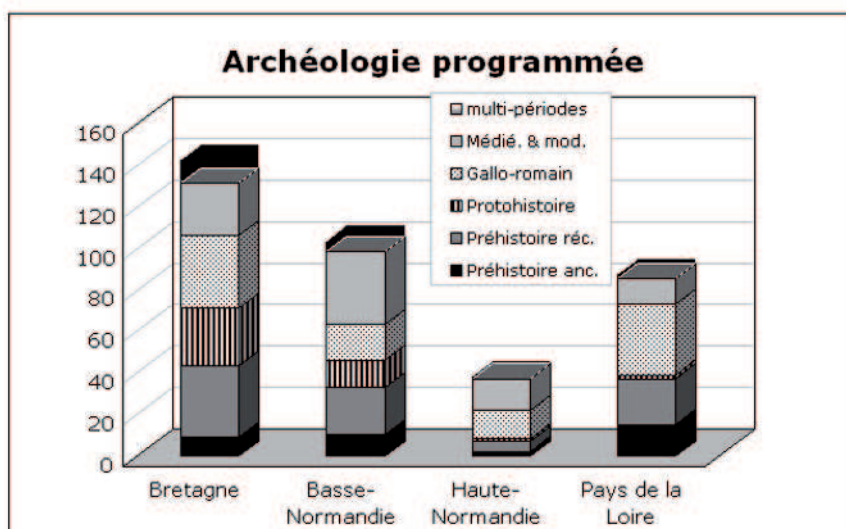 Archéologie programmée
160
140
120
100
80
60
40
20
0
multi-périodes
Médié. & mod.
Gallo-romain
Protohistoire
Préhistoire réc.
Préhistoire anc.
Bretagne
Basse-
Normandie
Haute-
Normandie
Pays de la
Loire